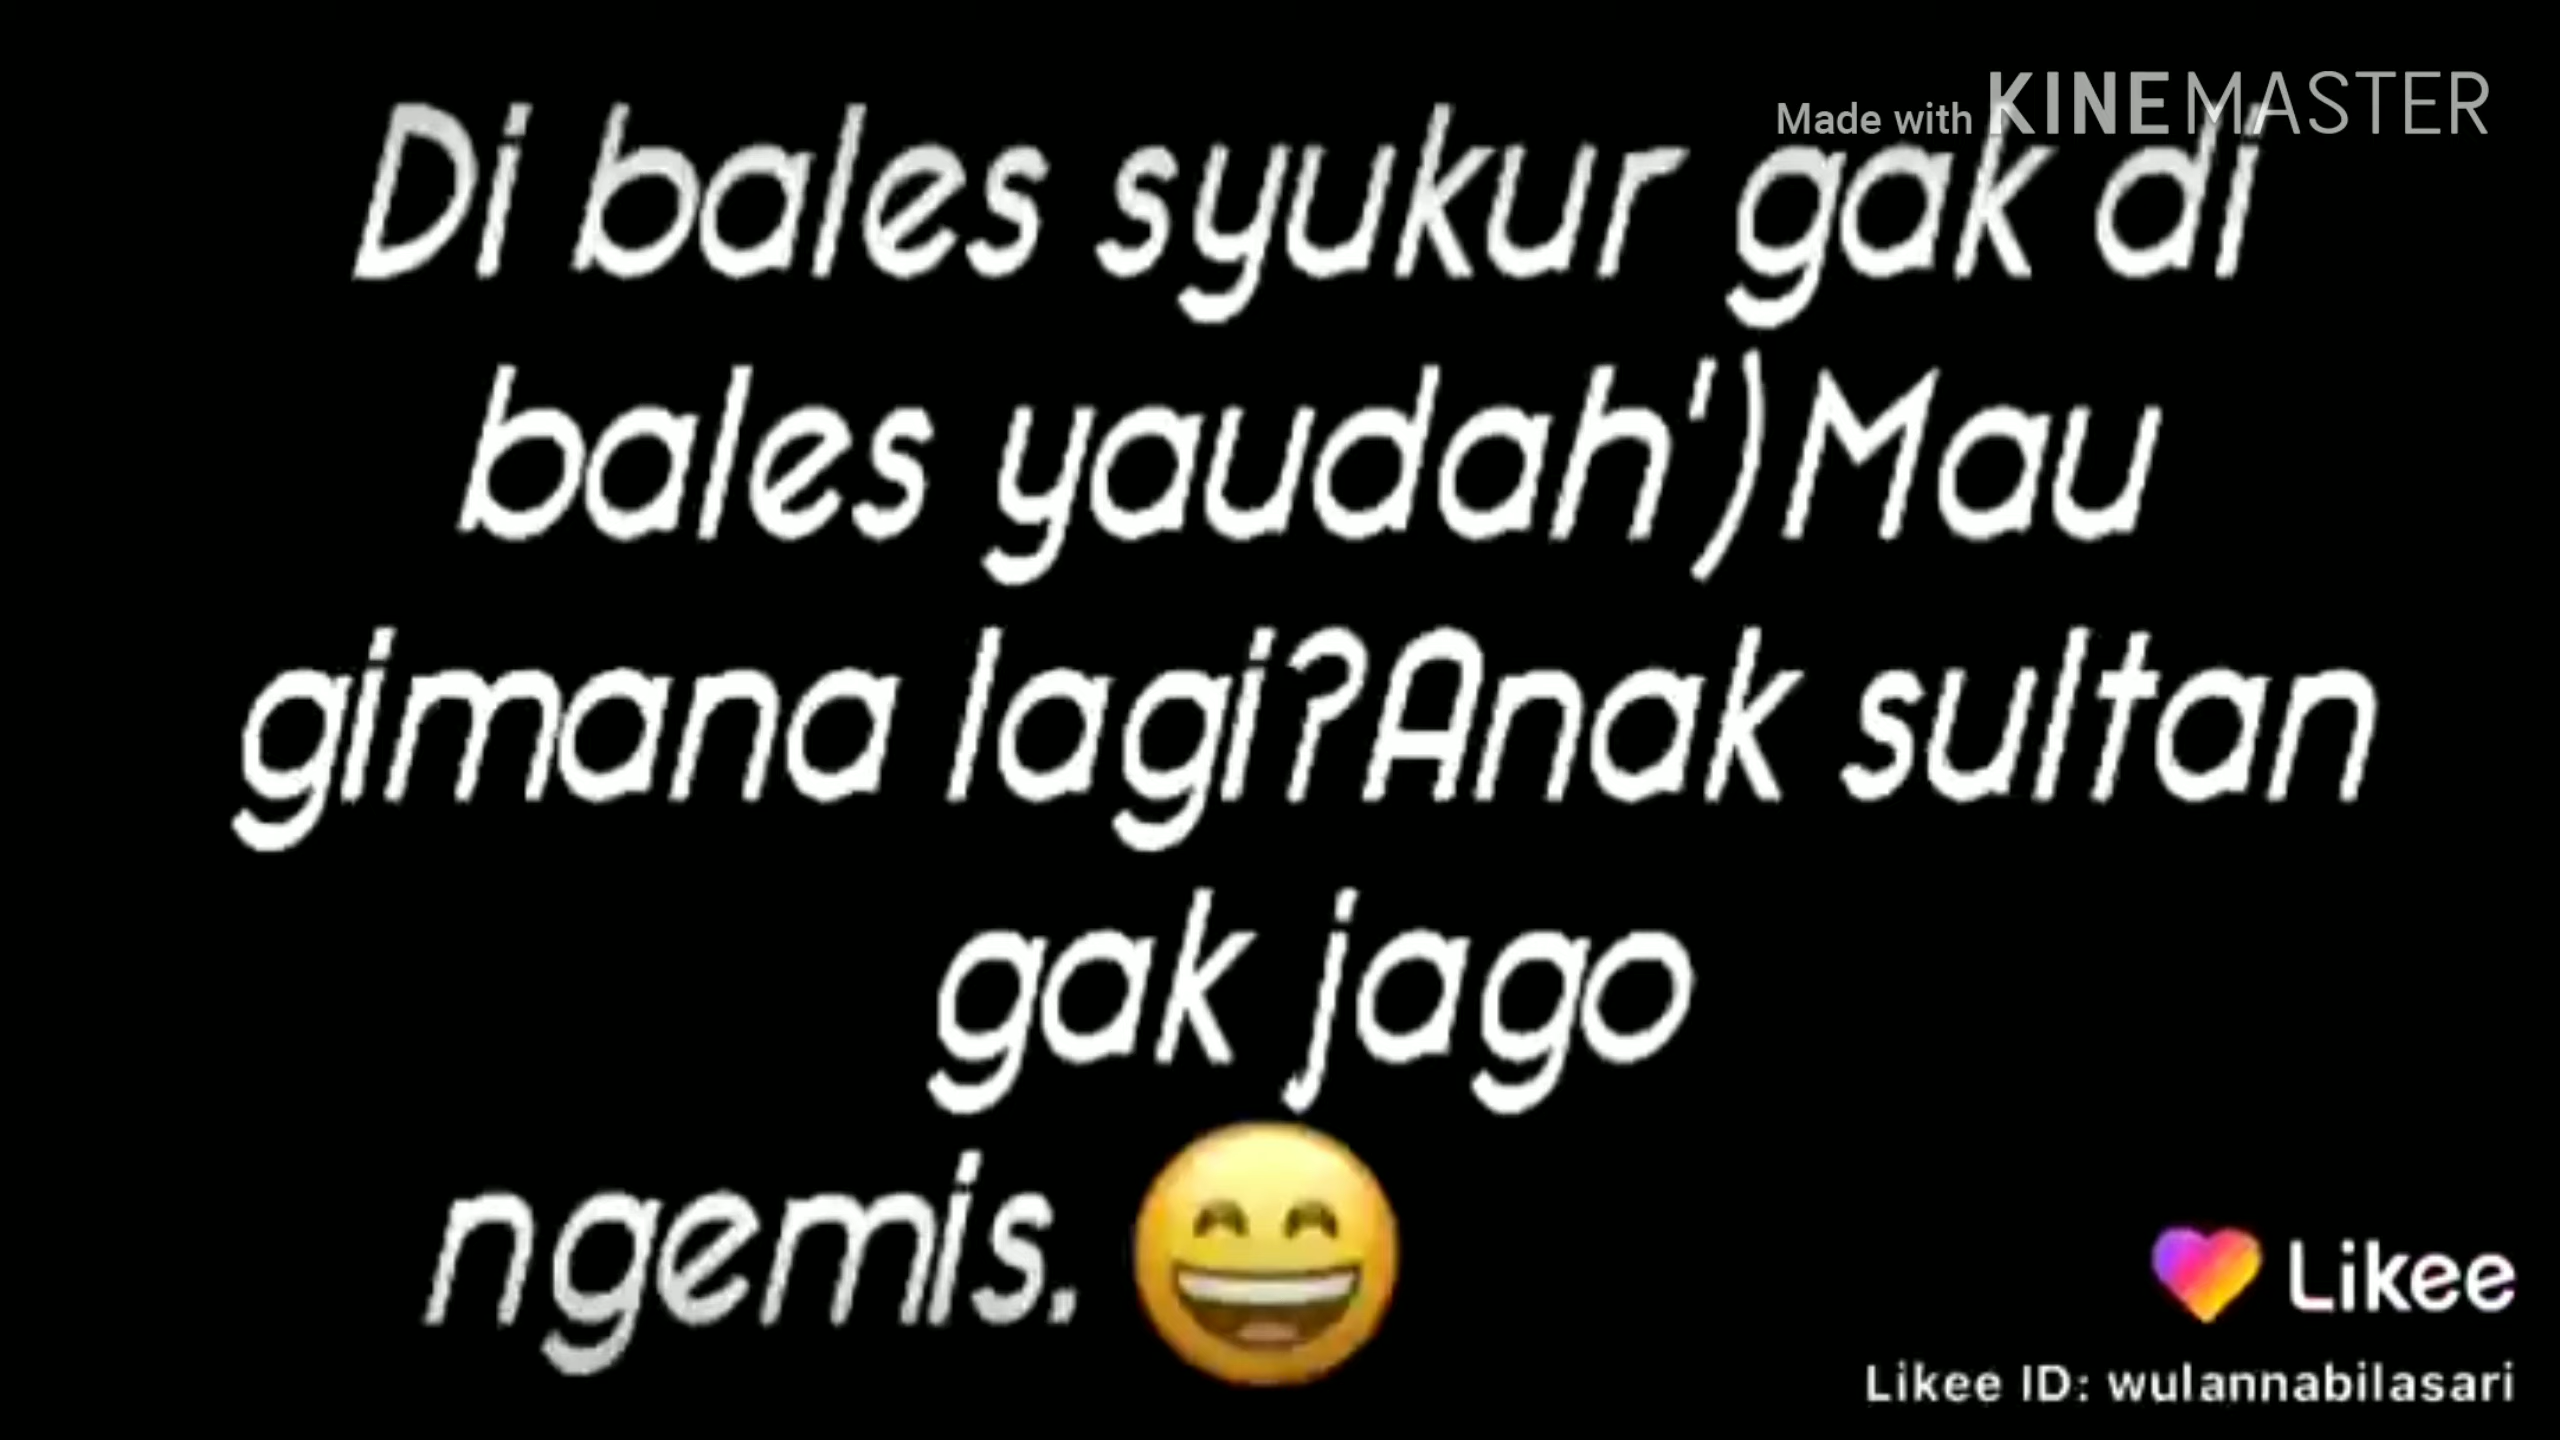 Made with KINEMASTER
Di bales syukur gak di
bales yaudah')Mau
gimana lagi?Anak sultan
gak jago
ngemis. 😄
Likee
Likee ID: wulannabilasari